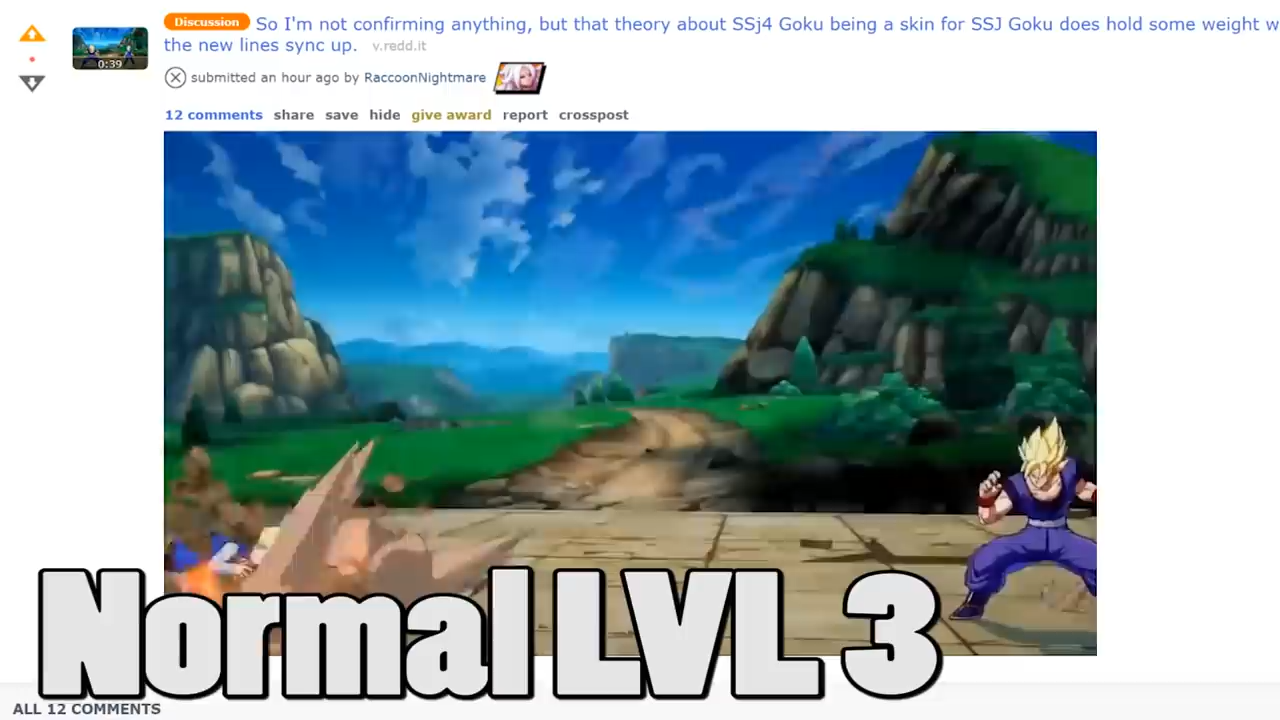 Discussion So I'm not confirming anything, but that theory about SSj4 Goku being a skin for SSJ Goku does hold some weight w
the new lines sync up. v.redd.it
0:39
submitted an hour ago by RaccoonNightmare
12 comments share save hide give award report crosspost
Normal LVL 3
ALL 12 COMMENTS